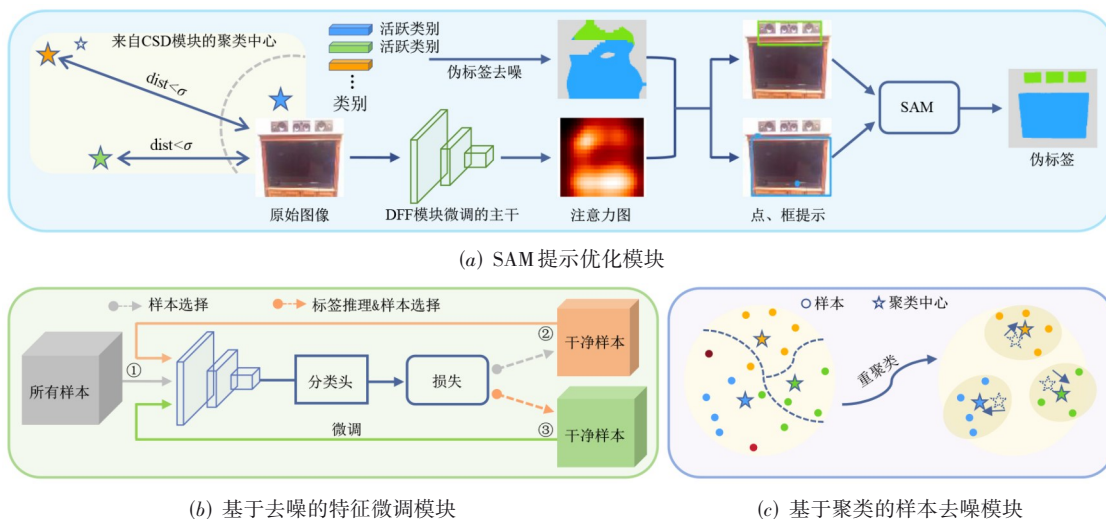 来自CSD模块的聚类中心
dist<σ
dist<σ
活跃类别
活跃类别
⋮
类别
伪标签去噪
SAM
原始图像
DFF模块微调的主干
注意力图
点、框提示
伪标签
(a) SAM提示优化模块
样本选择
标签推理&样本选择
所有样本
①
分类头
损失
②
干净样本
微调
③
干净样本
(b) 基于去噪的特征微调模块
样本
聚类中心
重聚类
(c) 基于聚类的样本去噪模块